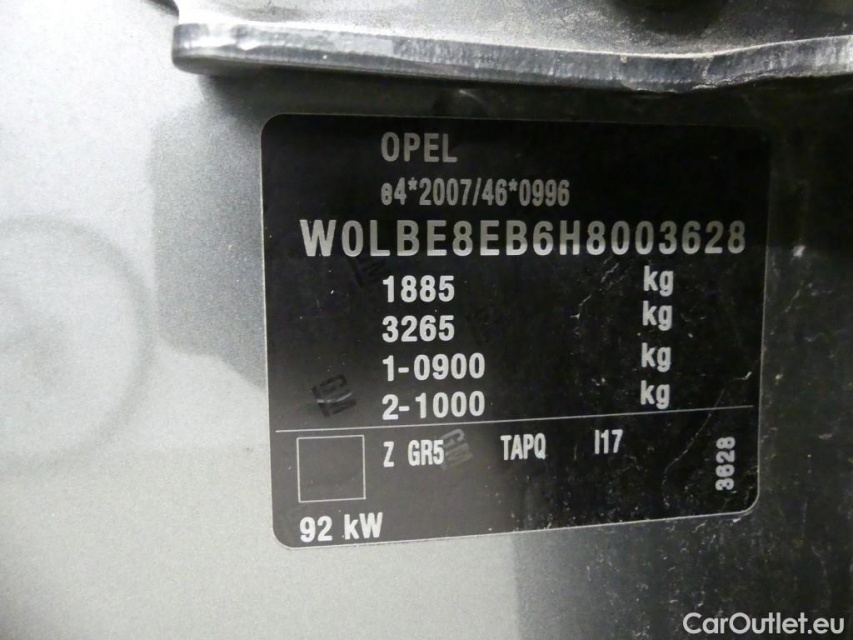 OPEL
e4*2007/46*0996
W0LBE8EB6H8003628
1885 kg
3265 kg
1-0900 kg
2-1000 kg
Z GR5 TAPQ I17
3628
92 kW
CarOutlet.eu